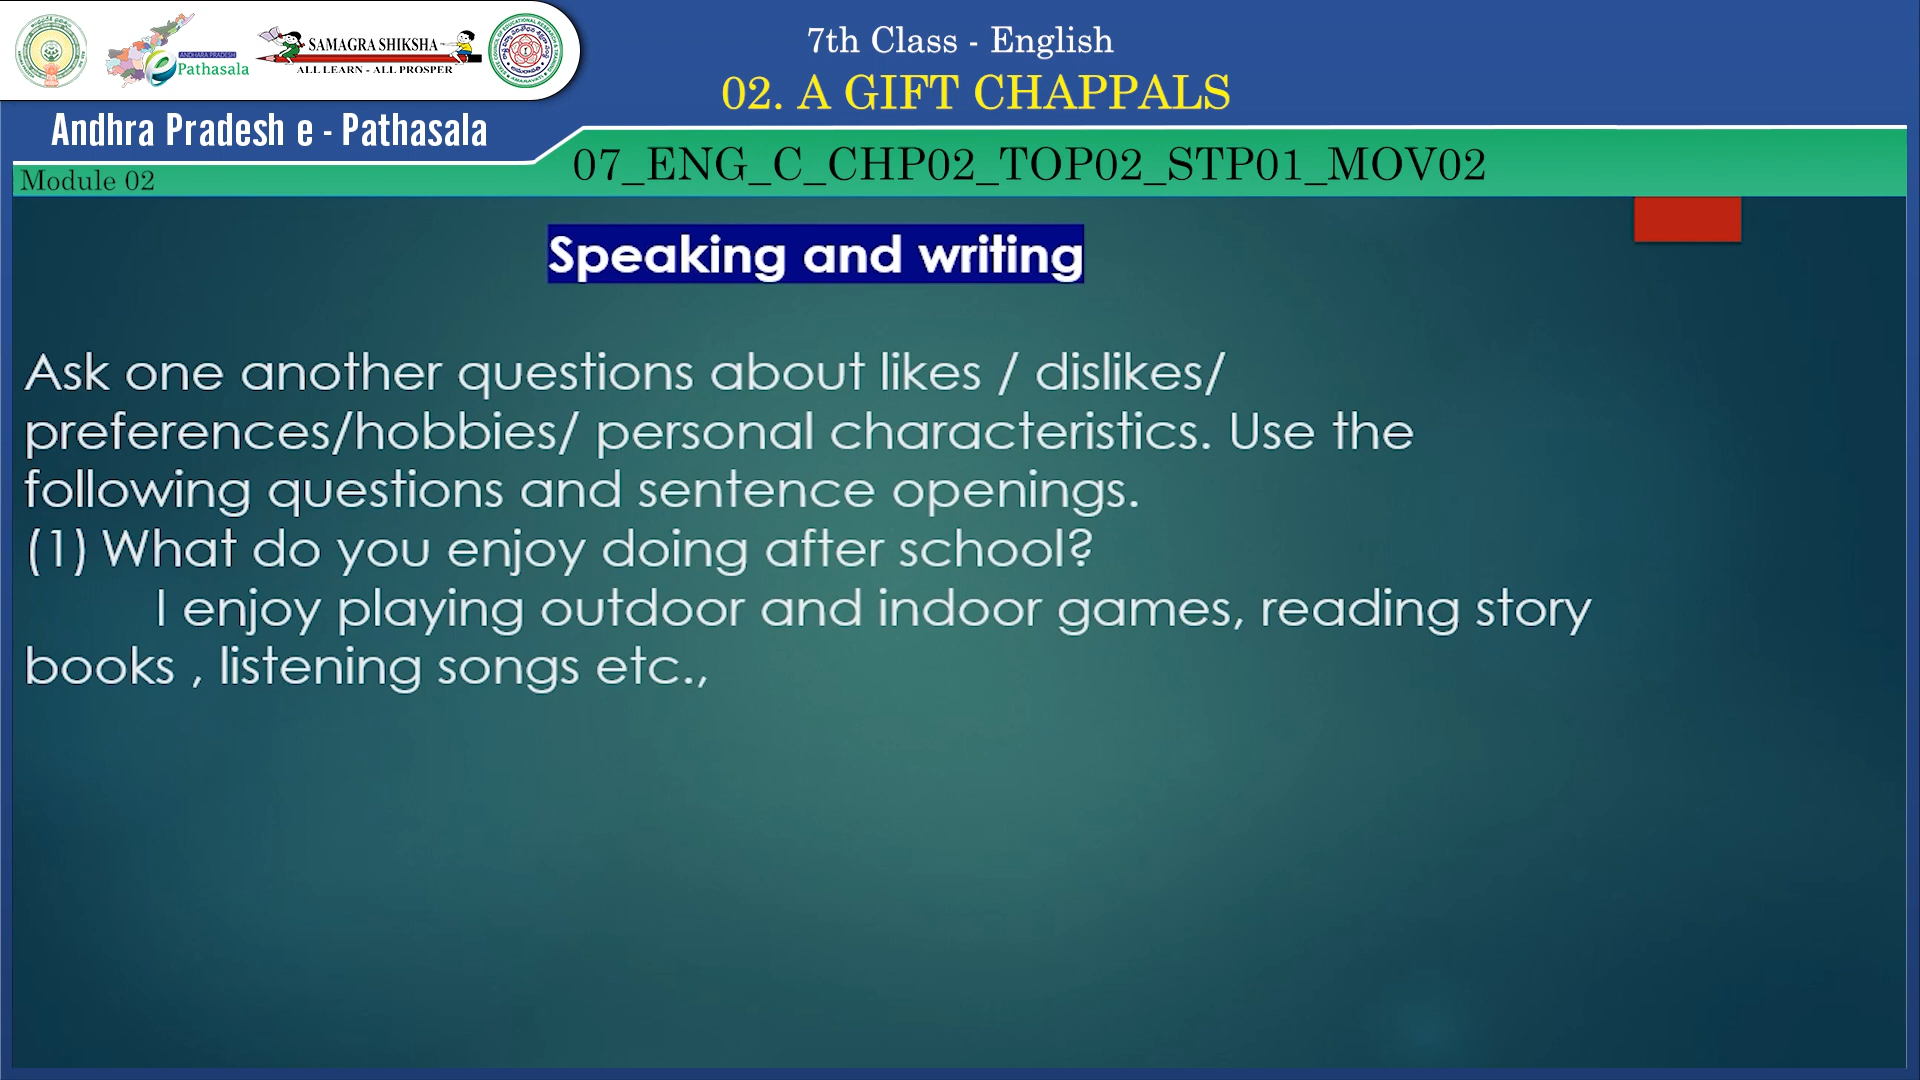 ANDHRA PRADESH
Pathasala
SAMAGRA SHIKSHA
ALL LEARN - ALL PROSPER
Andhra Pradesh e - Pathasala
7th Class - English
02. A GIFT CHAPPALS
Module 02
07_ENG_C_CHP02_TOP02_STP01_MOV02
Speaking and writing
Ask one another questions about likes / dislikes/
preferences/hobbies/ personal characteristics. Use the
following questions and sentence openings.
(1) What do you enjoy doing after school?
I enjoy playing outdoor and indoor games, reading story
books , listening songs etc.,